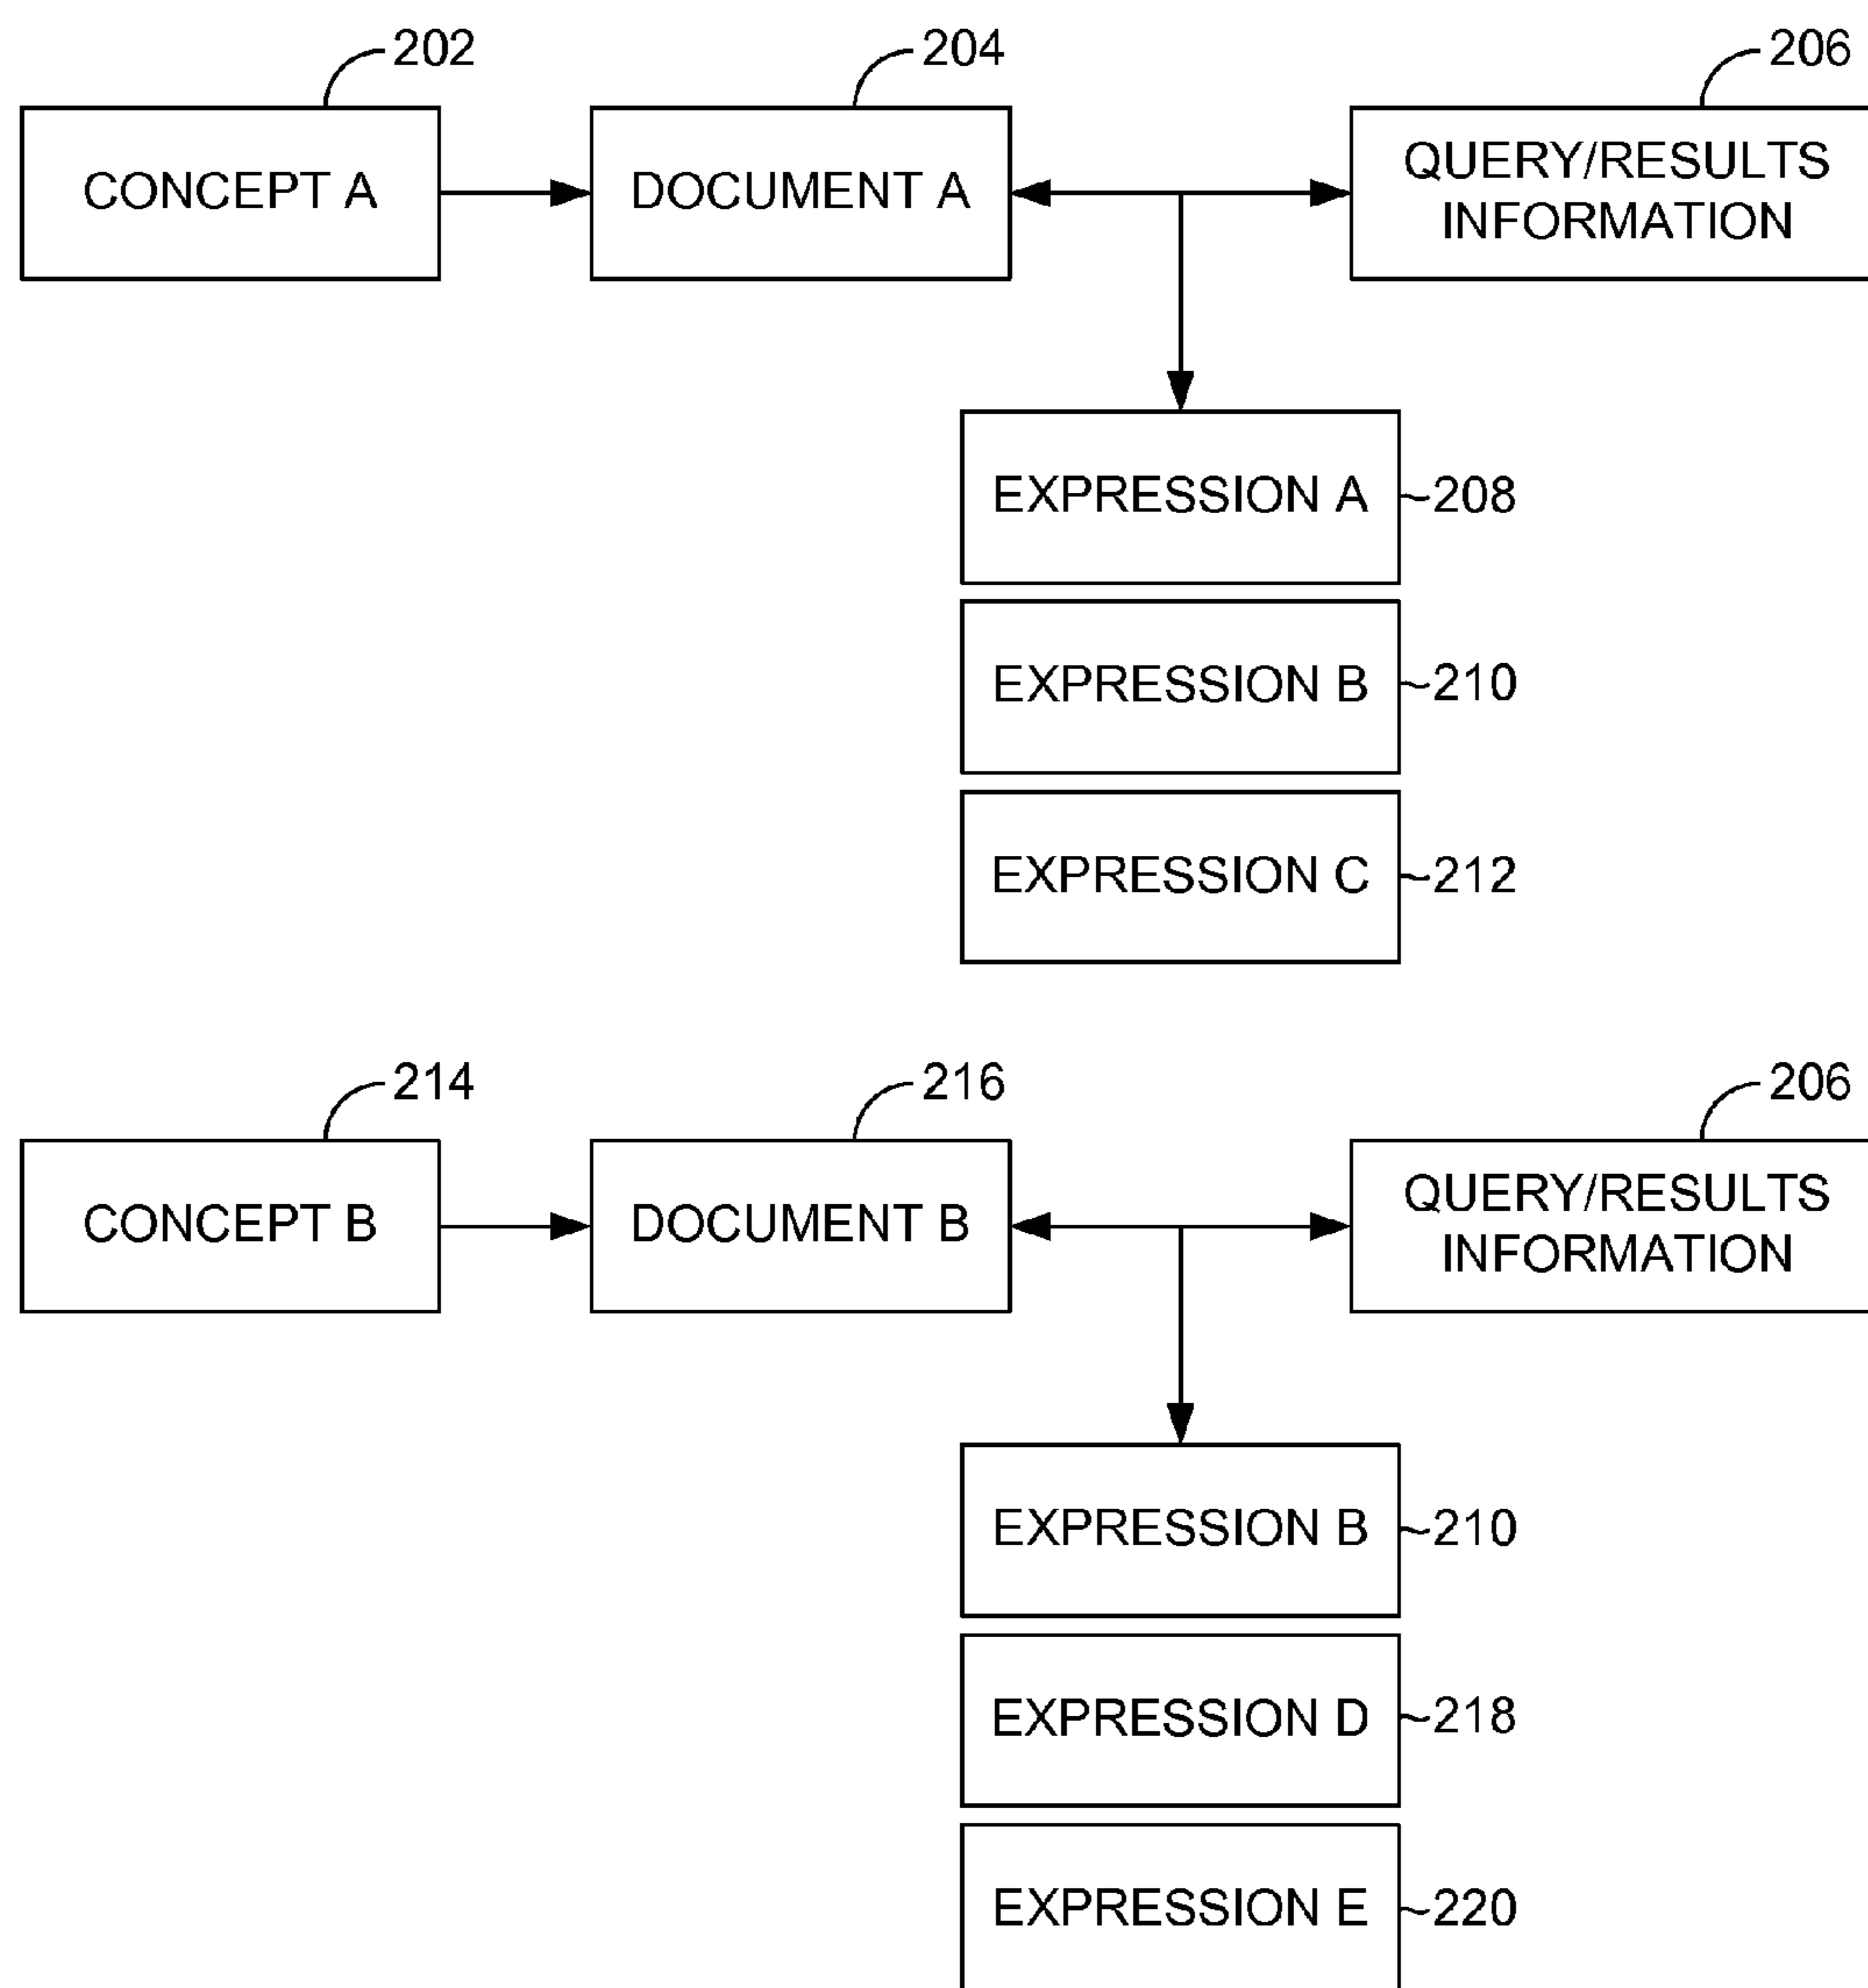 202
204
206
CONCEPT A
DOCUMENT A
QUERY/RESULTS
INFORMATION
EXPRESSION A
208
EXPRESSION B
210
EXPRESSION C
212
214
216
206
CONCEPT B
DOCUMENT B
QUERY/RESULTS
INFORMATION
EXPRESSION B
210
EXPRESSION D
218
EXPRESSION E
220